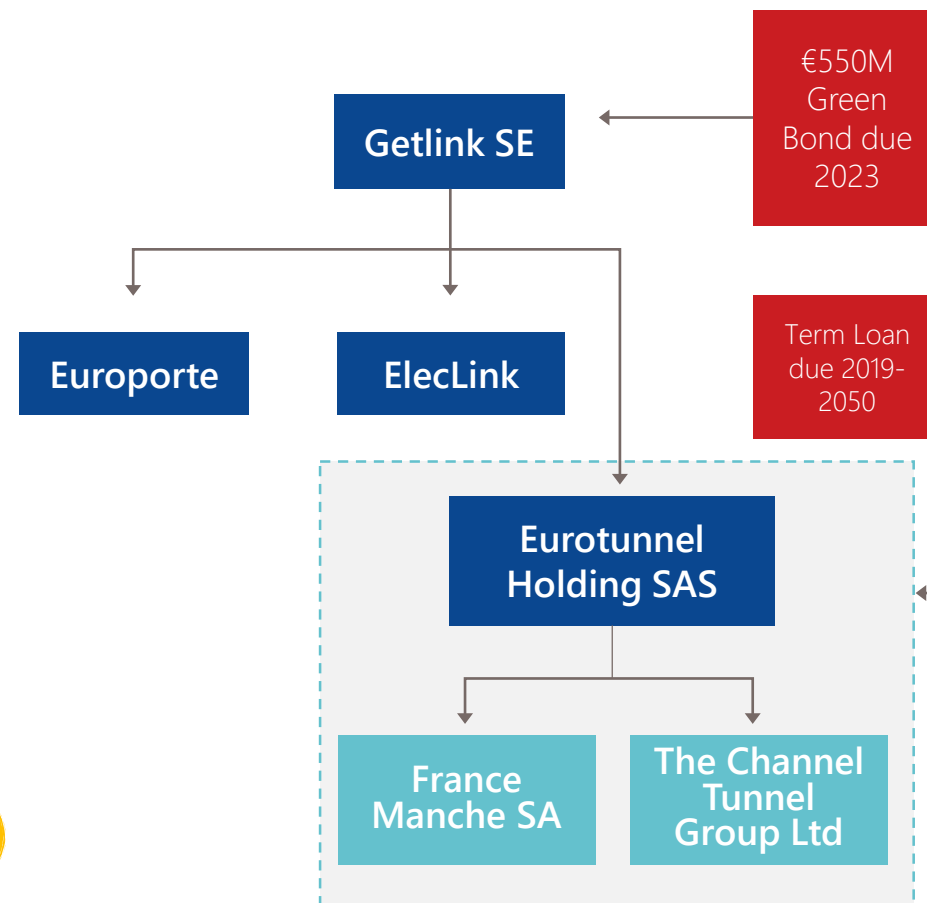 €550M
Green
Bond due
2023
Getlink SE
Term Loan
due 2019-
2050
Europorte
ElecLink
Eurotunnel
Holding SAS
France
Manche SA
The Channel
Tunnel
Group Ltd